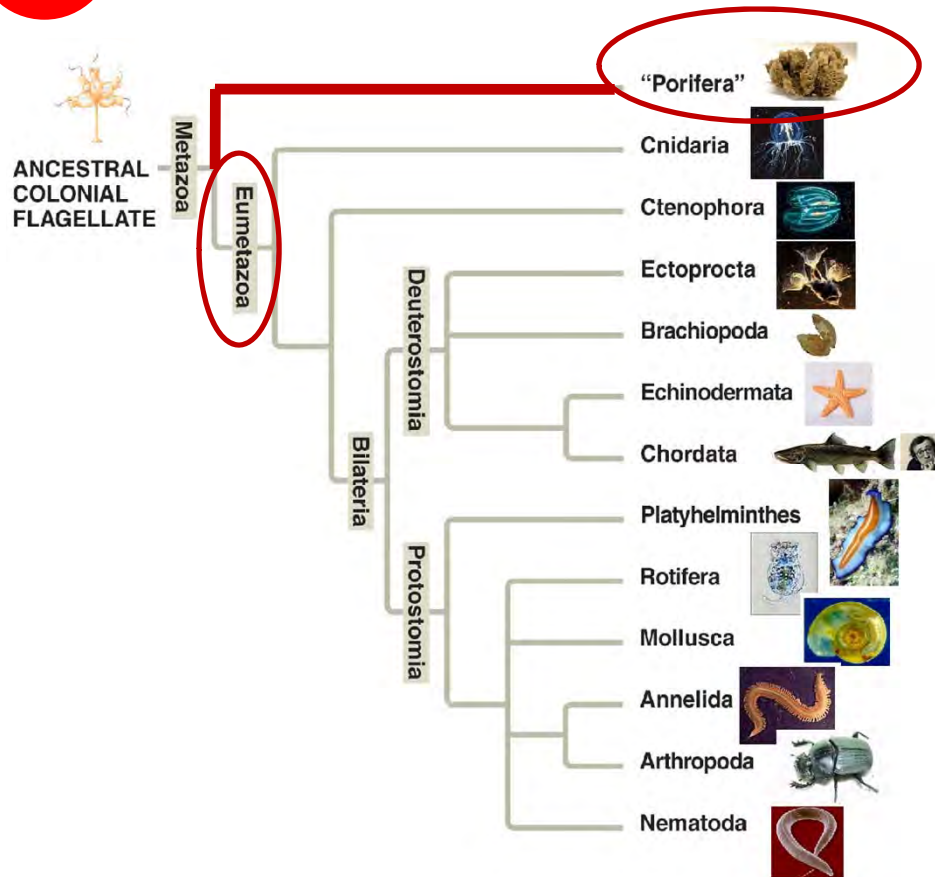 ANCESTRAL
COLONIAL
FLAGELLATE
Metazoa
Eumetazoa
Bilateria
Deuterostomia
Protostomia
“Porifera”
Cnidaria
Ctenophora
Ectoprocta
Brachiopoda
Echinodermata
Chordata
Platyhelminthes
Rotifera
Mollusca
Annelida
Arthropoda
Nematoda